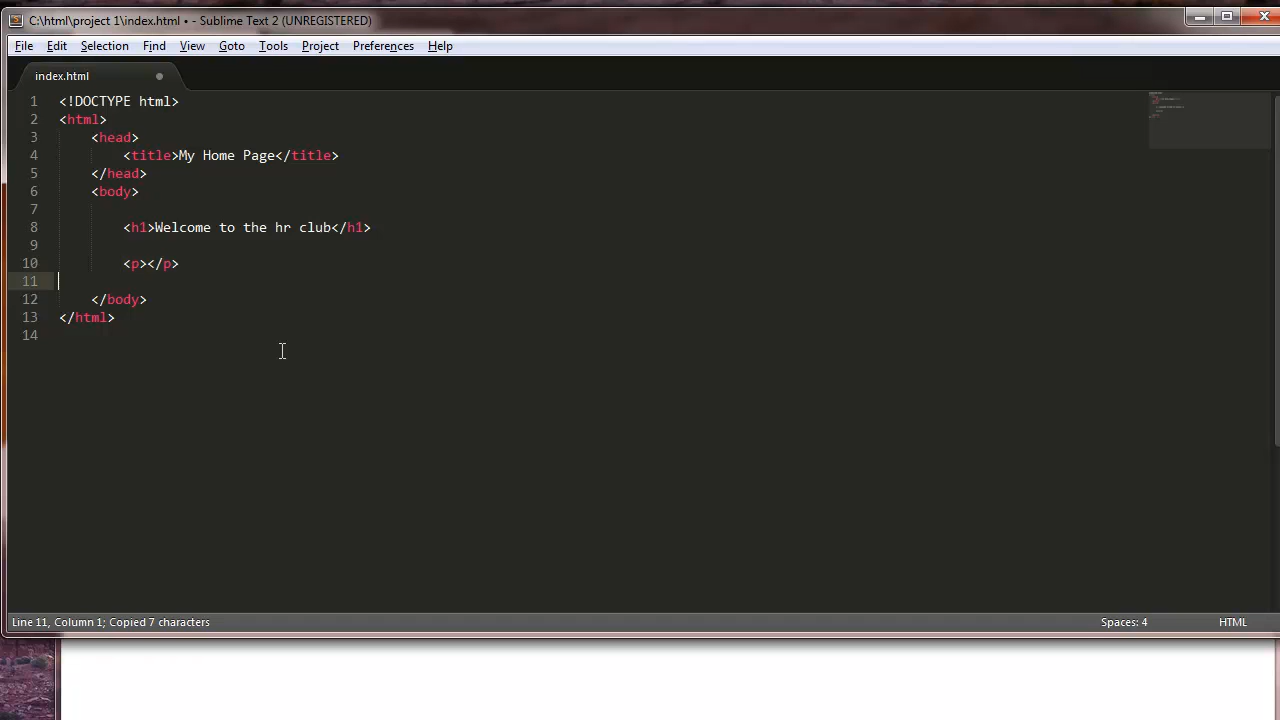 C:\html\project 1\index.html • - Sublime Text 2 (UNREGISTERED)
File Edit Selection Find View Goto Tools Project Preferences Help
index.html
1 <!DOCTYPE html>
2 <html>
3 <head>
4 <title>My Home Page</title>
5 </head>
6 <body>
7
8 <h1>Welcome to the hr club</h1>
9
10 <p></p>
11
12 </body>
13 </html>
14
Line 11, Column 1; Copied 7 characters Spaces: 4 HTML